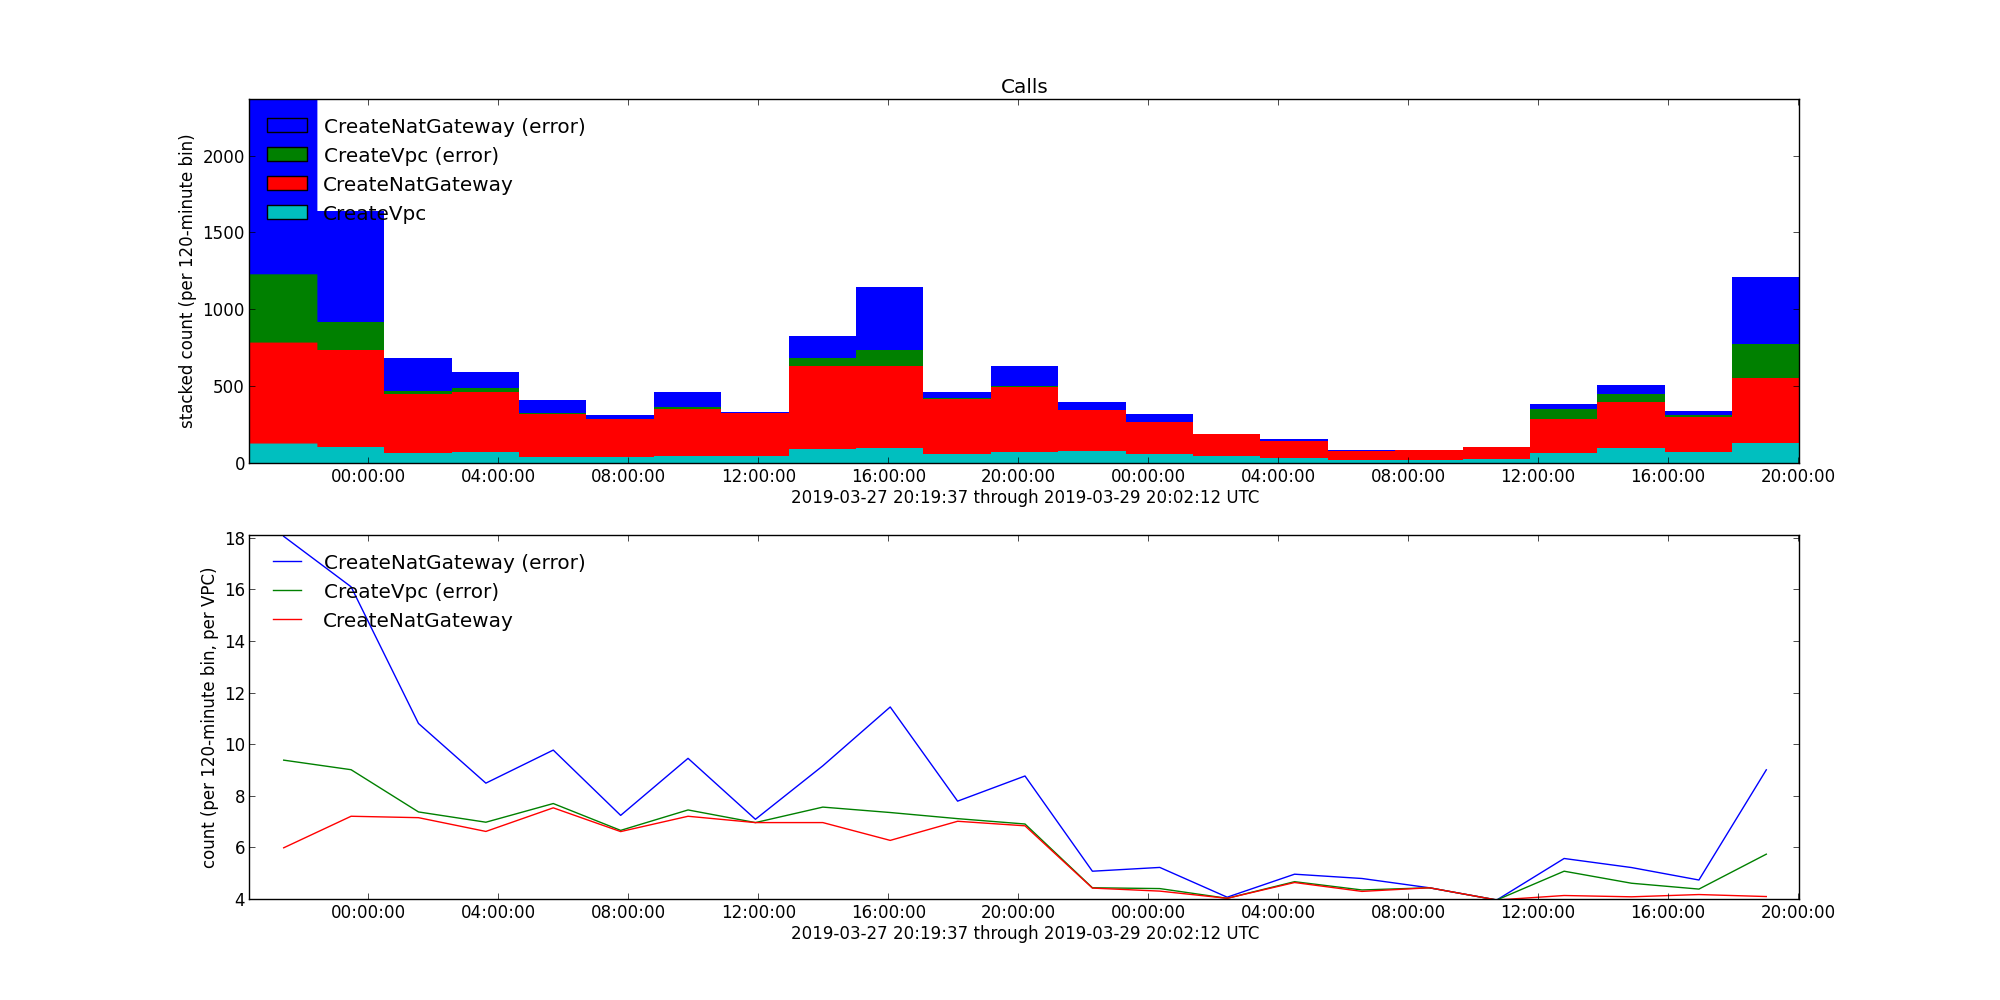 Calls
stacked count (per 120-minute bin)
2000
1500
1000
500
0
CreateNatGateway (error)
CreateVpc (error)
CreateNatGateway
CreateVpc
00:00:00 04:00:00 08:00:00 12:00:00 16:00:00 20:00:00 00:00:00 04:00:00 08:00:00 12:00:00 16:00:00 20:00:00
2019-03-27 20:19:37 through 2019-03-29 20:02:12 UTC
count (per 120-minute bin, per VPC)
18
16
14
12
10
8
6
4
CreateNatGateway (error)
CreateVpc (error)
CreateNatGateway
00:00:00 04:00:00 08:00:00 12:00:00 16:00:00 20:00:00 00:00:00 04:00:00 08:00:00 12:00:00 16:00:00 20:00:00
2019-03-27 20:19:37 through 2019-03-29 20:02:12 UTC